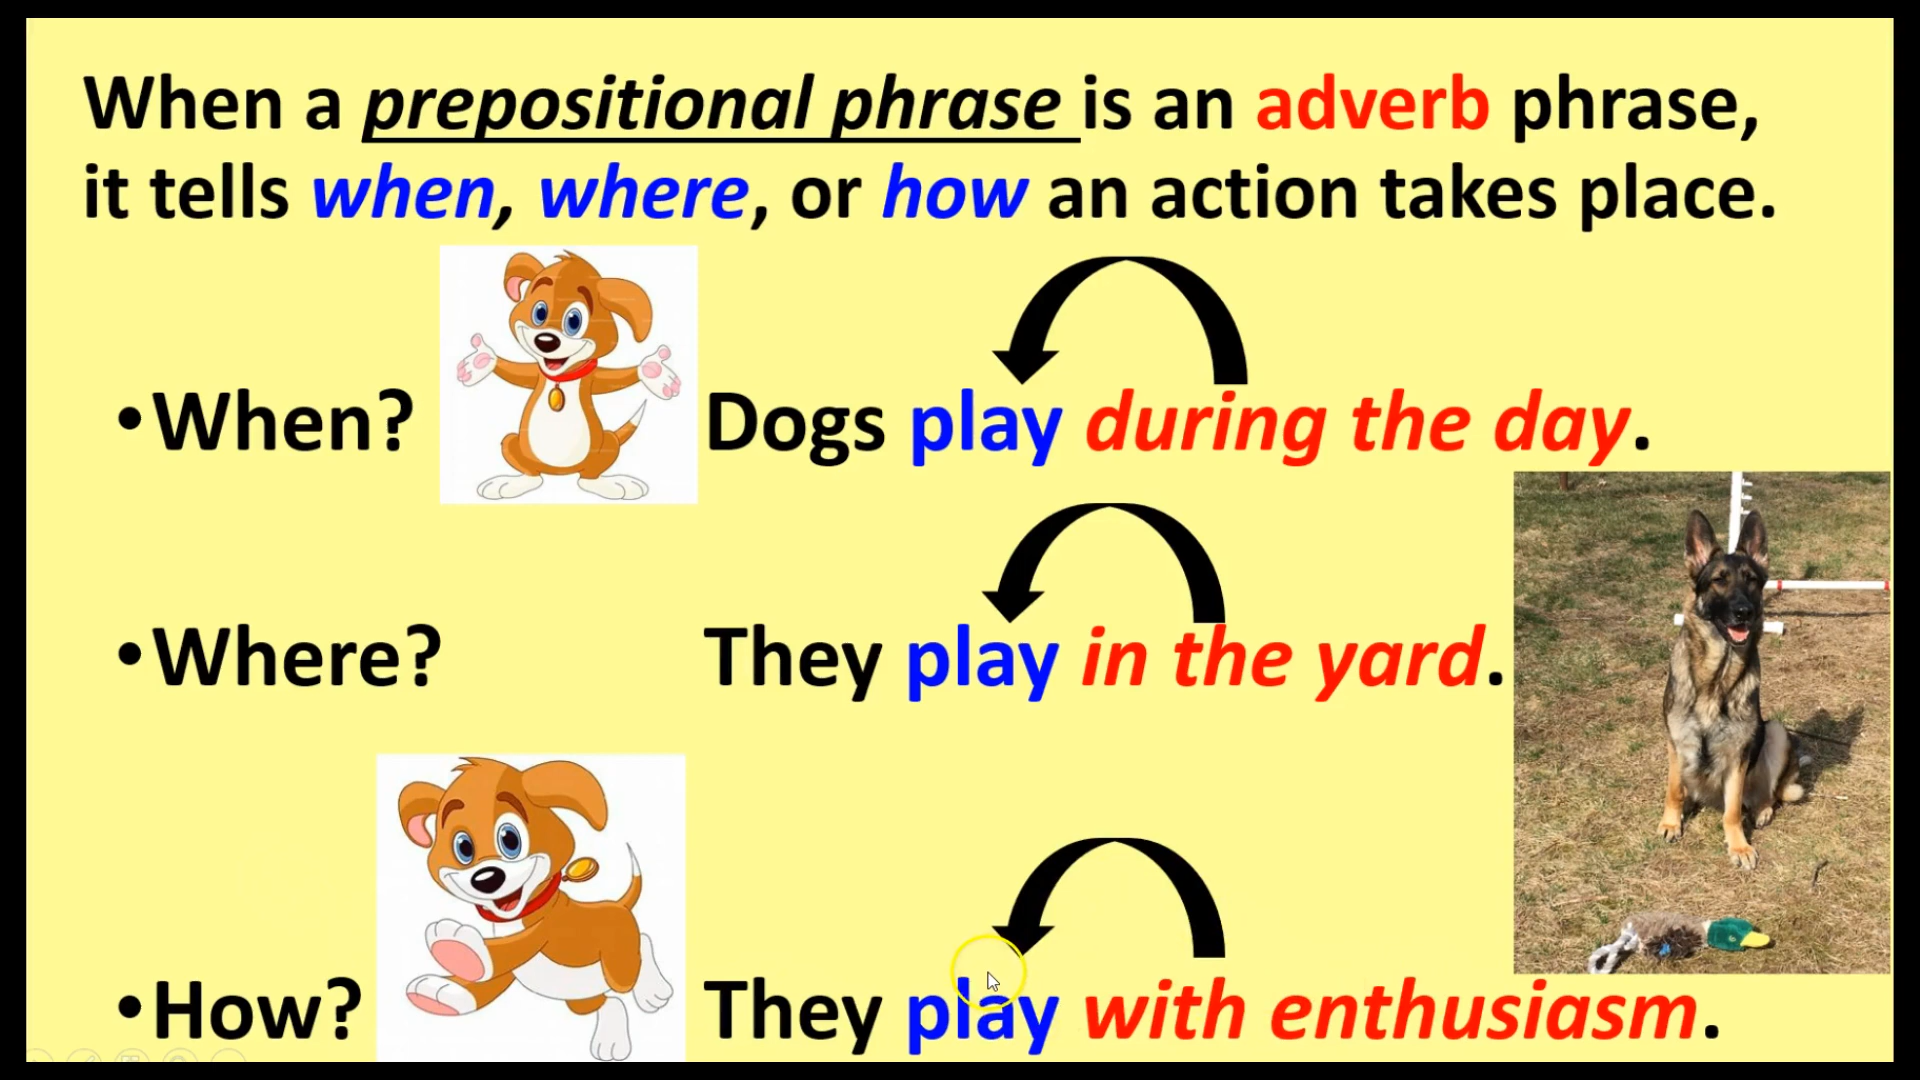 When a prepositional phrase is an adverb phrase,
it tells when, where, or how an action takes place.
•When? Dogs play during the day.
•Where? They play in the yard.
•How? They play with enthusiasm.